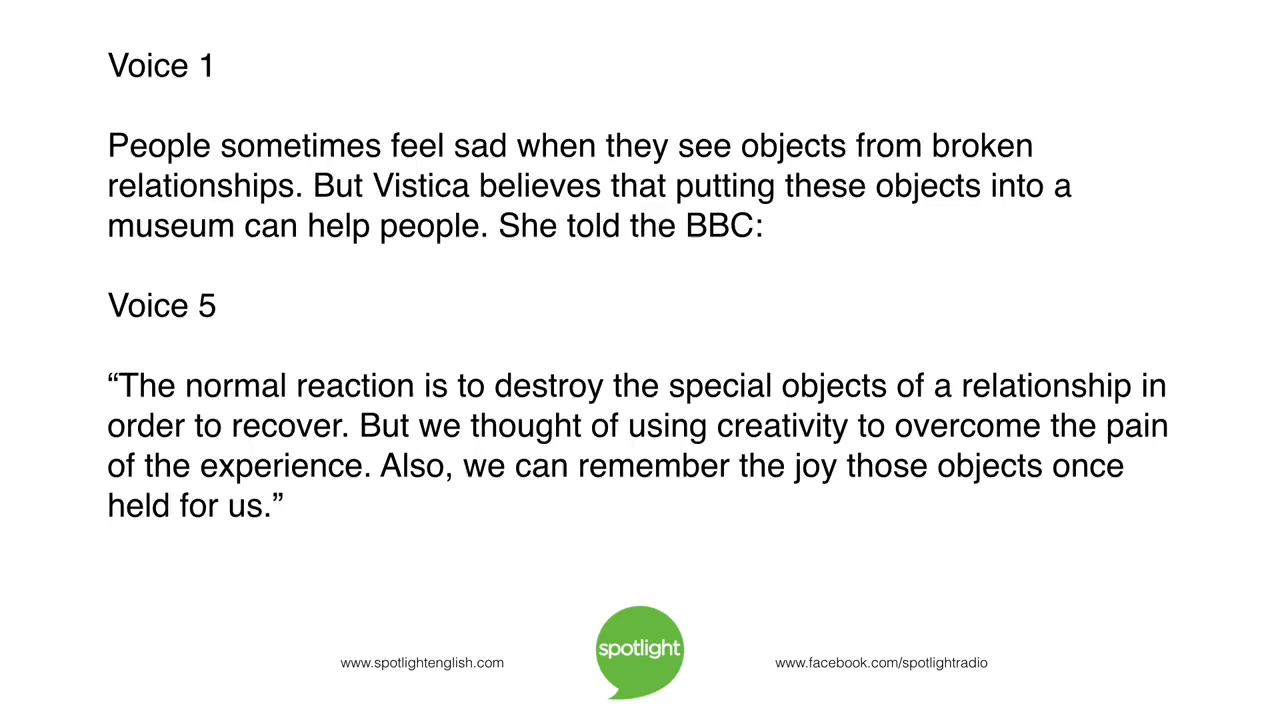 Voice 1
People sometimes feel sad when they see objects from broken
relationships. But Vistica believes that putting these objects into a
museum can help people. She told the BBC:
Voice 5
“The normal reaction is to destroy the special objects of a relationship in
order to recover. But we thought of using creativity to overcome the pain
of the experience. Also, we can remember the joy those objects once
held for us.”
www.spotlightenglish.com
spotlight
www.facebook.com/spotlightradio